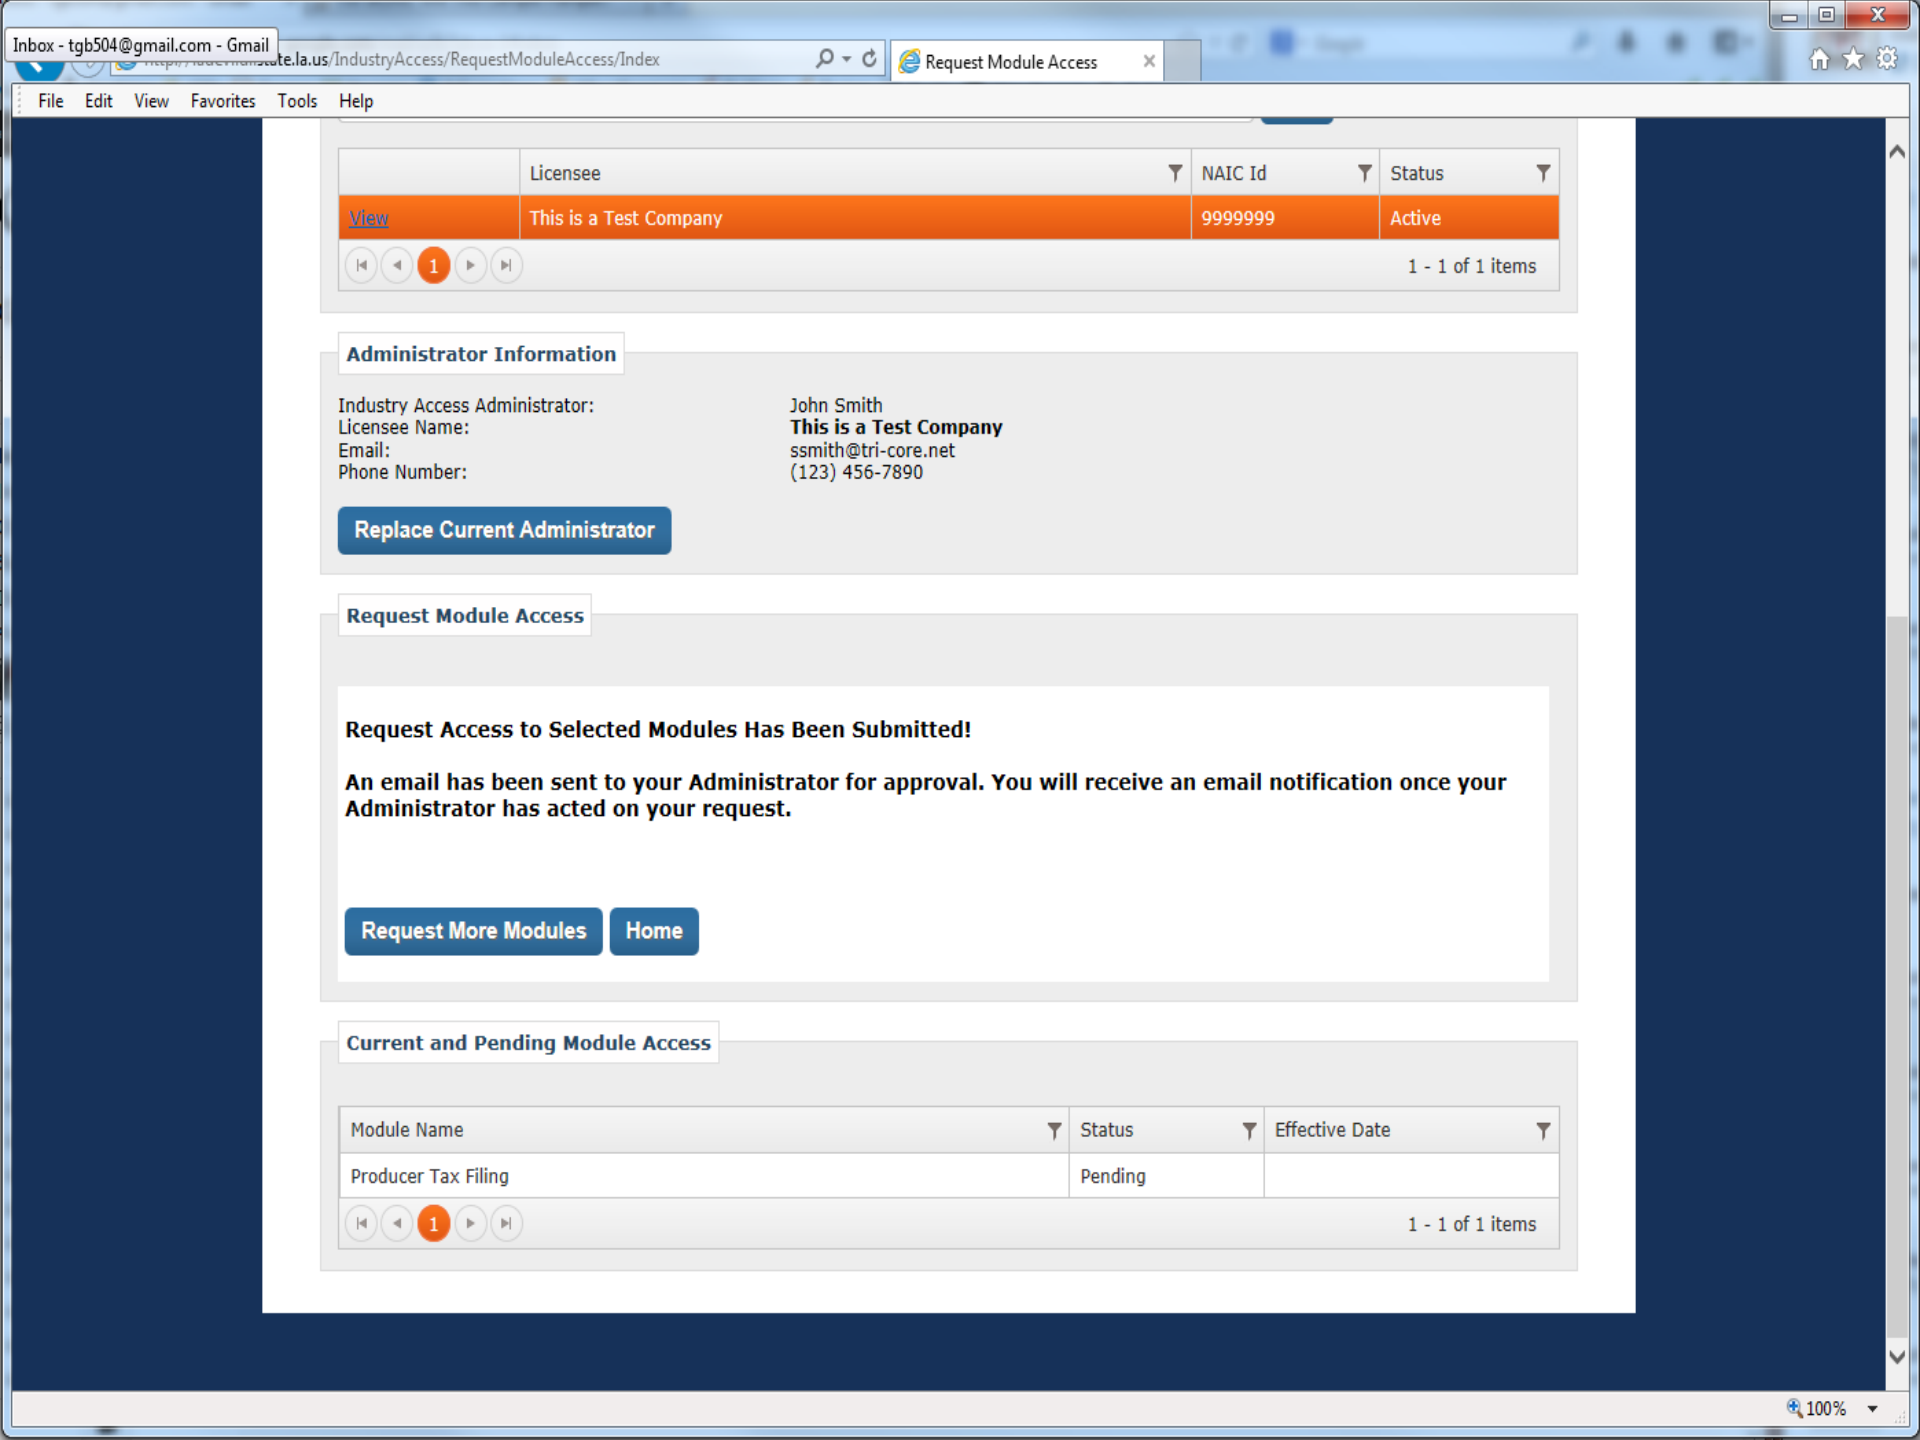 Inbox - tgb504@gmail.com - Gmail
state.la.us/IndustryAccess/RequestModuleAccess/Index
Request Module Access
File Edit View Favorites Tools Help
Licensee NAIC Id Status
View This is a Test Company 9999999 Active
1 1 - 1 of 1 items
Administrator Information
Industry Access Administrator: John Smith
Licensee Name: This is a Test Company
Email: ssmith@tri-core.net
Phone Number: (123) 456-7890
Replace Current Administrator
Request Module Access
Request Access to Selected Modules Has Been Submitted!
An email has been sent to your Administrator for approval. You will receive an email notification once your
Administrator has acted on your request.
Request More Modules Home
Current and Pending Module Access
Module Name Status Effective Date
Producer Tax Filing Pending
1 1 - 1 of 1 items
100%